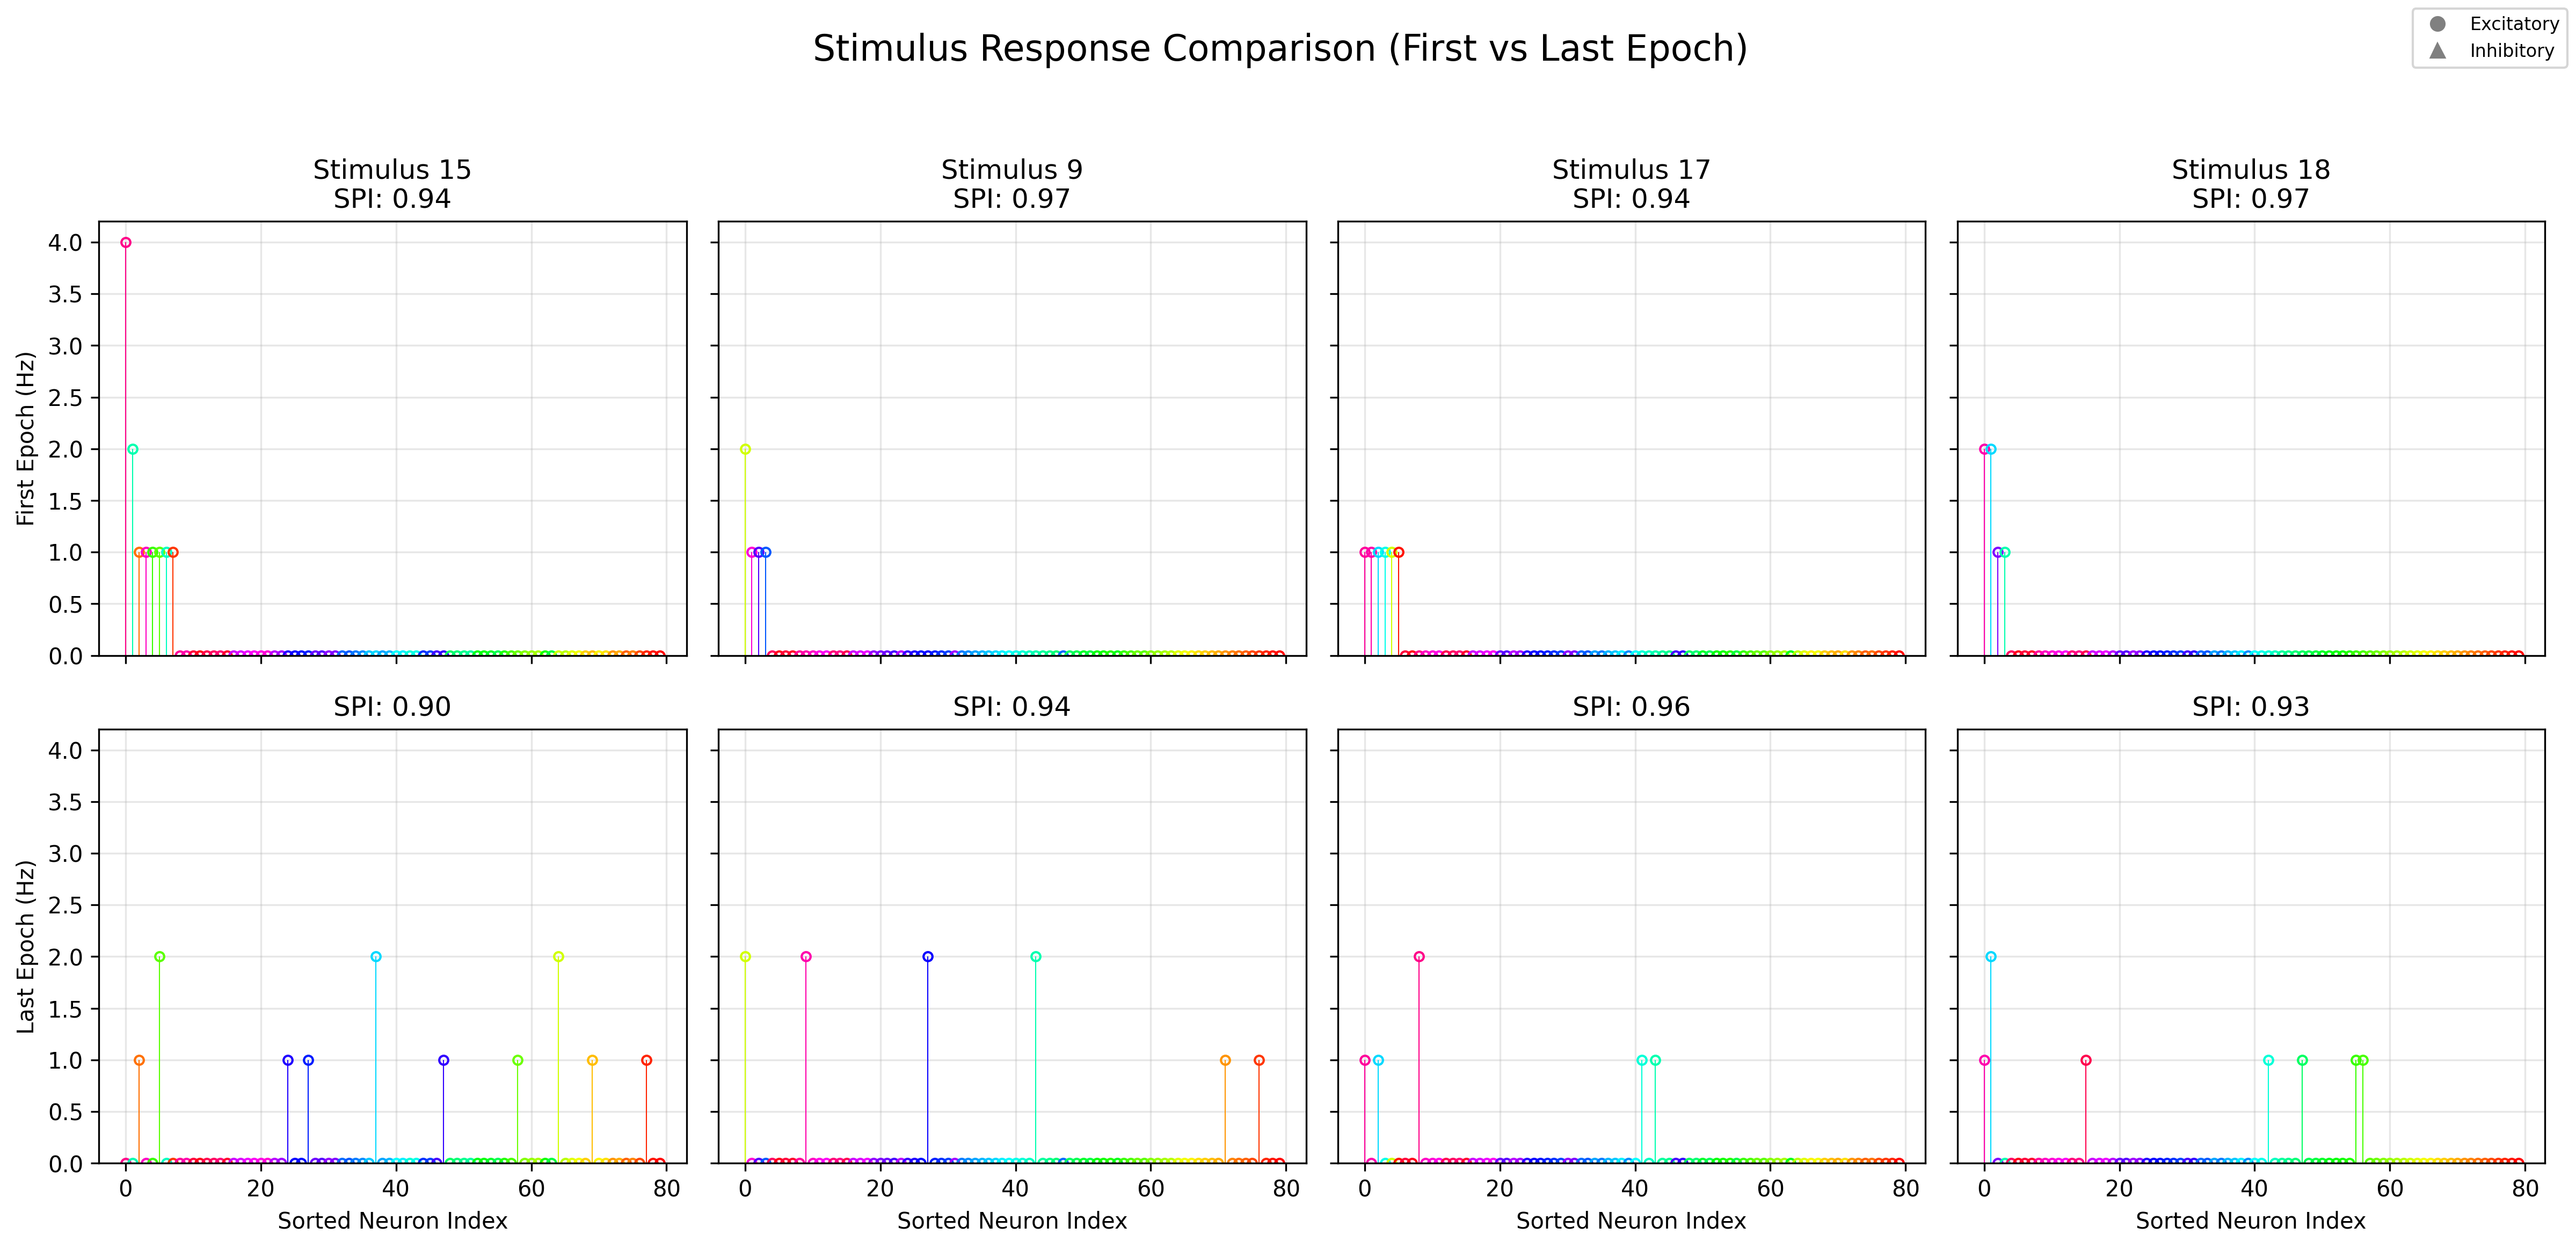 Stimulus Response Comparison (First vs Last Epoch)
Excitatory
Inhibitory
Stimulus 15
SPI: 0.94
Stimulus 9
SPI: 0.97
Stimulus 17
SPI: 0.94
Stimulus 18
SPI: 0.97
First Epoch (Hz)
4.0
3.5
3.0
2.5
2.0
1.5
1.0
0.5
0.0
SPI: 0.90
SPI: 0.94
SPI: 0.96
SPI: 0.93
Last Epoch (Hz)
4.0
3.5
3.0
2.5
2.0
1.5
1.0
0.5
0.0
0 20 40 60 80
0 20 40 60 80
0 20 40 60 80
0 20 40 60 80
Sorted Neuron Index
Sorted Neuron Index
Sorted Neuron Index
Sorted Neuron Index